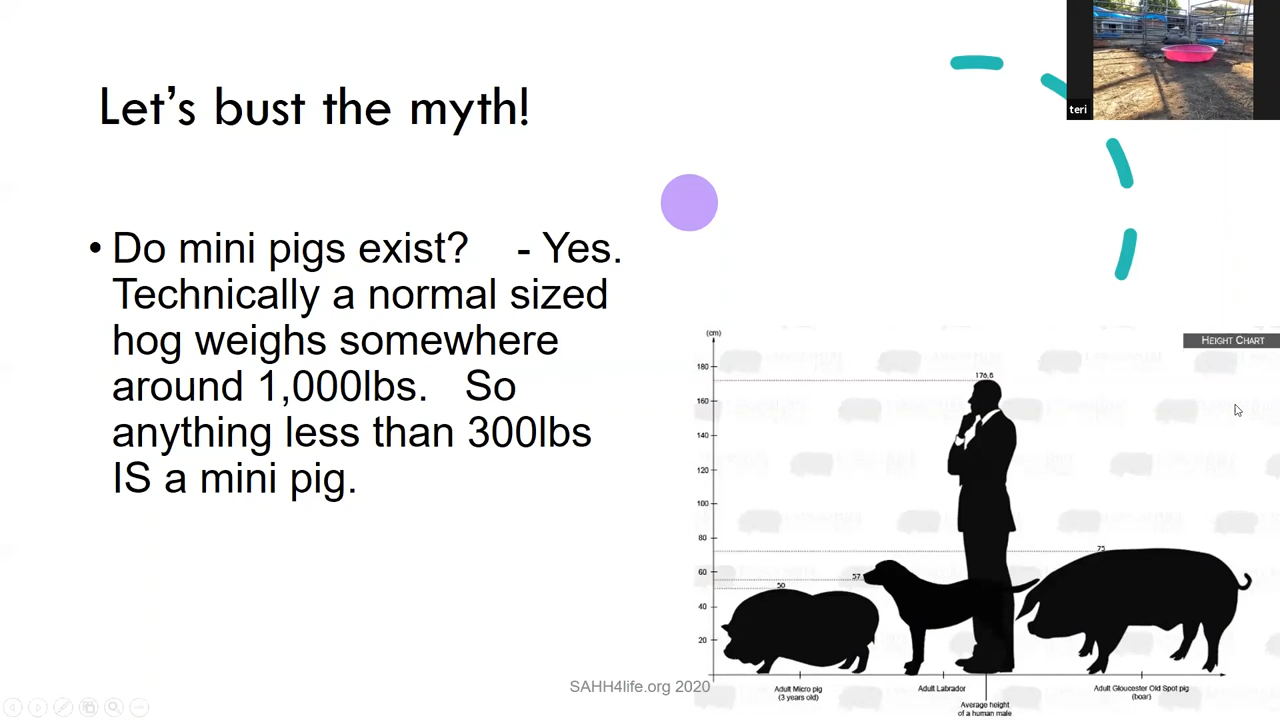 Let's bust the myth!
teri
• Do mini pigs exist? - Yes.
Technically a normal sized
hog weighs somewhere
around 1,000lbs. So
anything less than 300lbs
IS a mini pig.
(cm)
HEIGHT CHART
180
176,6
160
140
120
100
80
73
60
57
50
40
20
Adult Micro pig
(3 years old)
Adult Labrador
Average height
of a human male
Adult Gloucester Old Spot pig
(boar)
SAHH4life.org 2020